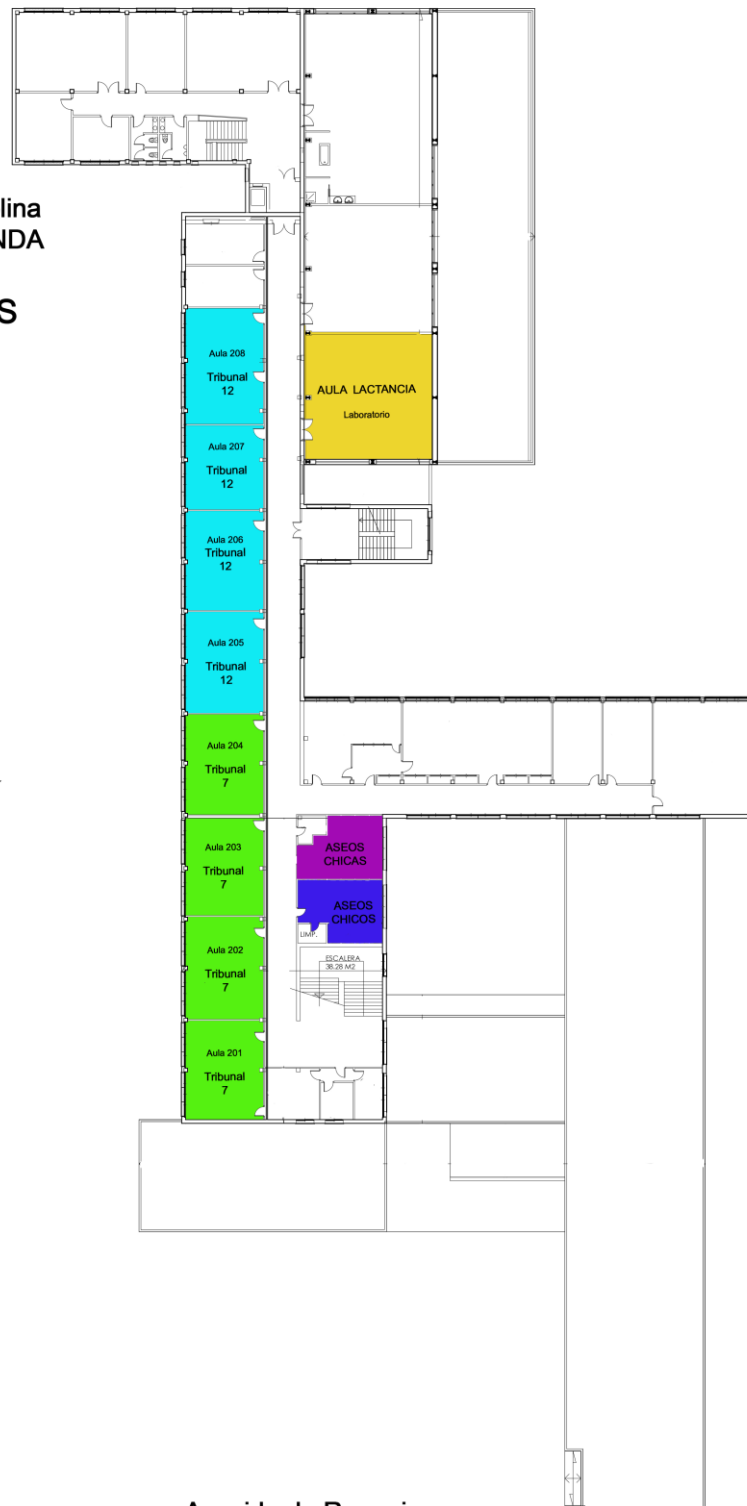 lina
NDA
S
Aula 208
Tribunal
12
AULA LACTANCIA
Laboratorio
Aula 207
Tribunal
12
Aula 206
Tribunal
12
Aula 205
Tribunal
12
Aula 204
Tribunal
7
ASEOS
CHICAS
Aula 203
Tribunal
7
ASEOS
CHICOS
LIMP.
Aula 202
Tribunal
7
ESCALERA
38.28 M2
Aula 201
Tribunal
7